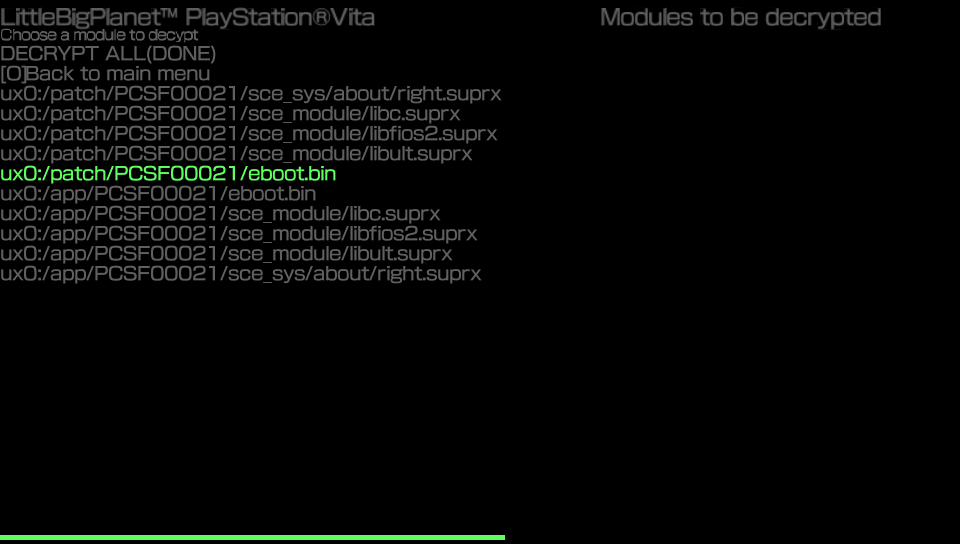 LittleBigPlanet™ PlayStation®Vita
Modules to be decrypted
Choose a module to decypt
DECRYPT ALL(DONE)
[O]Back to main menu
ux0:/patch/PCSF00021/sce_sys/about/right.suprx
ux0:/patch/PCSF00021/sce_module/libc.suprx
ux0:/patch/PCSF00021/sce_module/libfios2.suprx
ux0:/patch/PCSF00021/sce_module/libult.suprx
ux0:/patch/PCSF00021/eboot.bin
ux0:/app/PCSF00021/eboot.bin
ux0:/app/PCSF00021/sce_module/libc.suprx
ux0:/app/PCSF00021/sce_module/libfios2.suprx
ux0:/app/PCSF00021/sce_module/libult.suprx
ux0:/app/PCSF00021/sce_sys/about/right.suprx